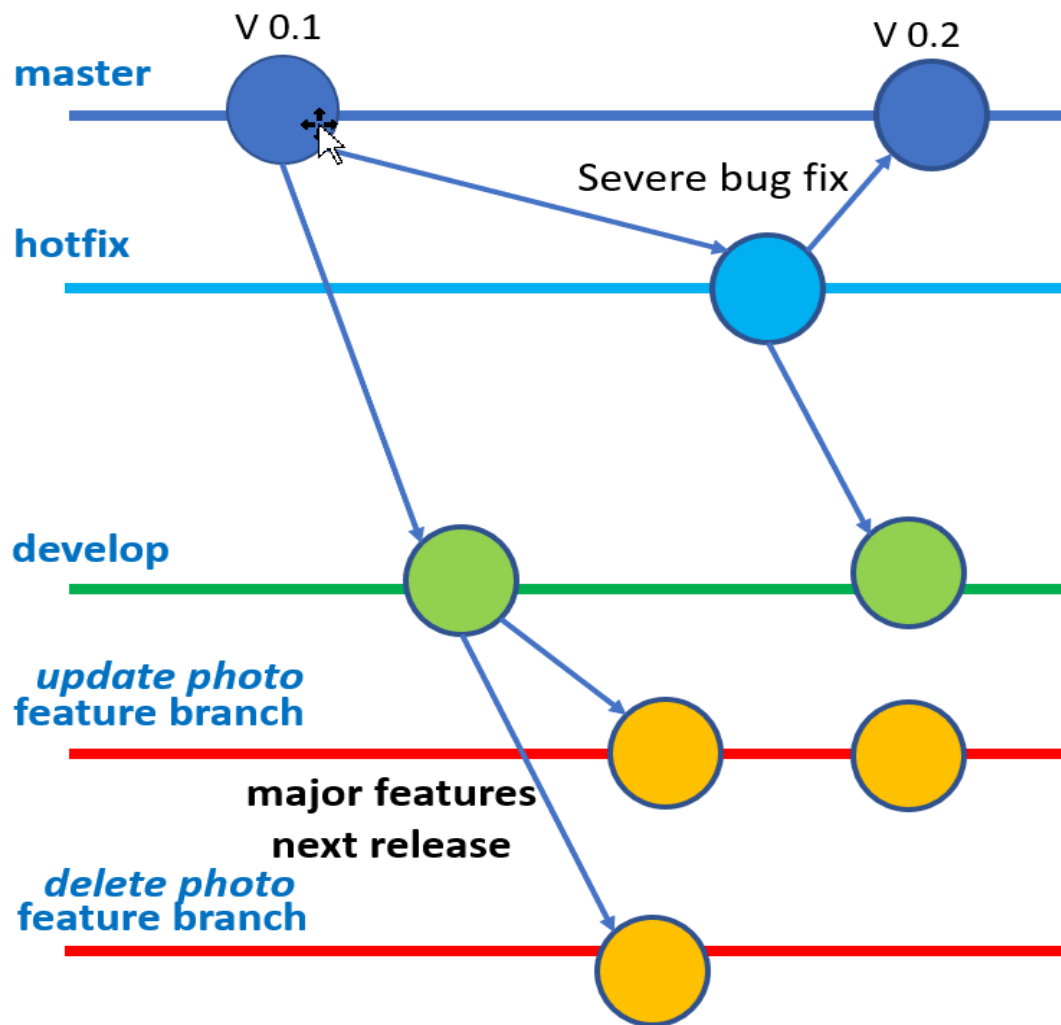 V 0.1
V 0.2
master
Severe bug fix
hotfix
develop
update photo
feature branch
major features
next release
delete photo
feature branch